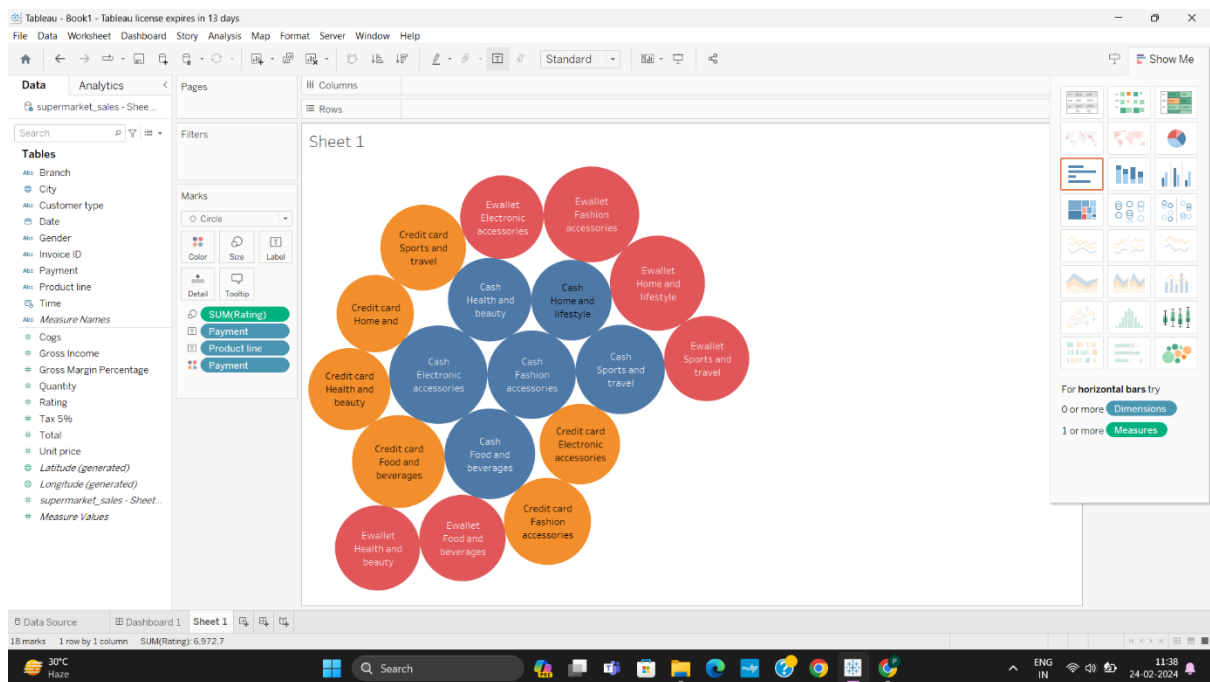 Tableau - Book1 - Tableau license expires in 13 days
File Data Worksheet Dashboard Story Analysis Map Format Server Window Help
Standard
Show Me
Data Analytics
Pages
Columns
supermarket_sales - Shee...
Rows
Search
Filters
Sheet 1
Tables
Abc Branch
City
Abc Customer type
Date
Abc Gender
Abc Invoice ID
Abc Payment
Abc Product line
Time
Abc Measure Names
# Cogs
# Gross Income
# Gross Margin Percentage
# Quantity
# Rating
# Tax 5%
# Total
# Unit price
Latitude (generated)
Longitude (generated)
# supermarket_sales - Sheet...
# Measure Values
Marks
Circle
Color Size Label
Detail Tooltip
SUM(Rating)
Payment
Product line
Payment
Ewallet
Electronic
accessories
Ewallet
Fashion
accessories
Credit card
Sports and
travel
Ewallet
Home and
lifestyle
Cash
Health and
beauty
Cash
Home and
lifestyle
Credit card
Home and
Ewallet
Sports and
travel
Cash
Electronic
accessories
Cash
Fashion
accessories
Cash
Sports and
travel
Credit card
Health and
beauty
Credit card
Food and
beverages
Cash
Food and
beverages
Credit card
Electronic
accessories
Credit card
Fashion
accessories
Ewallet
Health and
beauty
Ewallet
Food and
beverages
For horizontal bars try
0 or more Dimensions
1 or more Measures
Data Source Dashboard 1 Sheet 1
18 marks 1 row by 1 column SUM(Rating): 6,972.7
30°C
Haze
Search
ENG
IN
11:38
24-02-2024